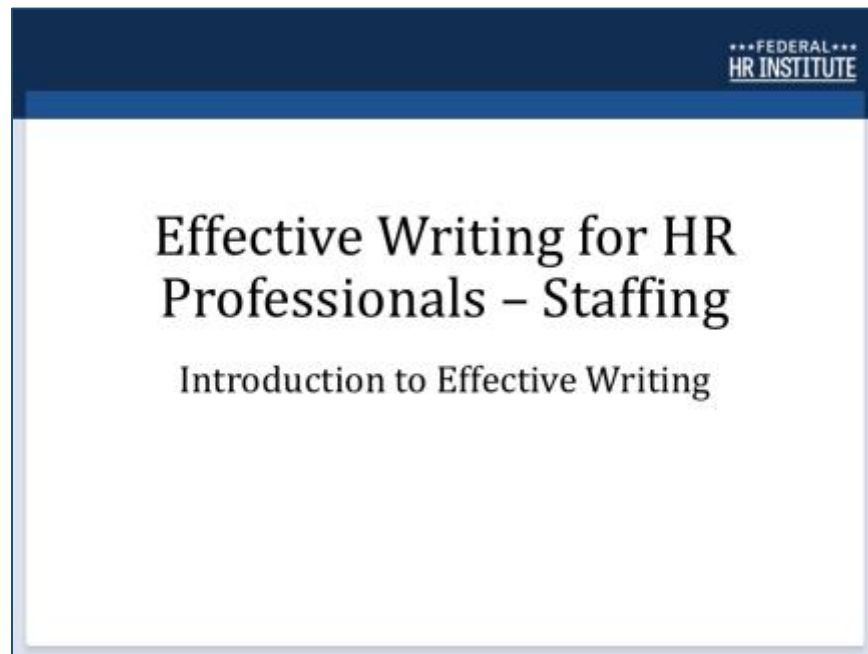 ★★★FEDERAL★★★
HR INSTITUTE
Effective Writing for HR
Professionals – Staffing
Introduction to Effective Writing